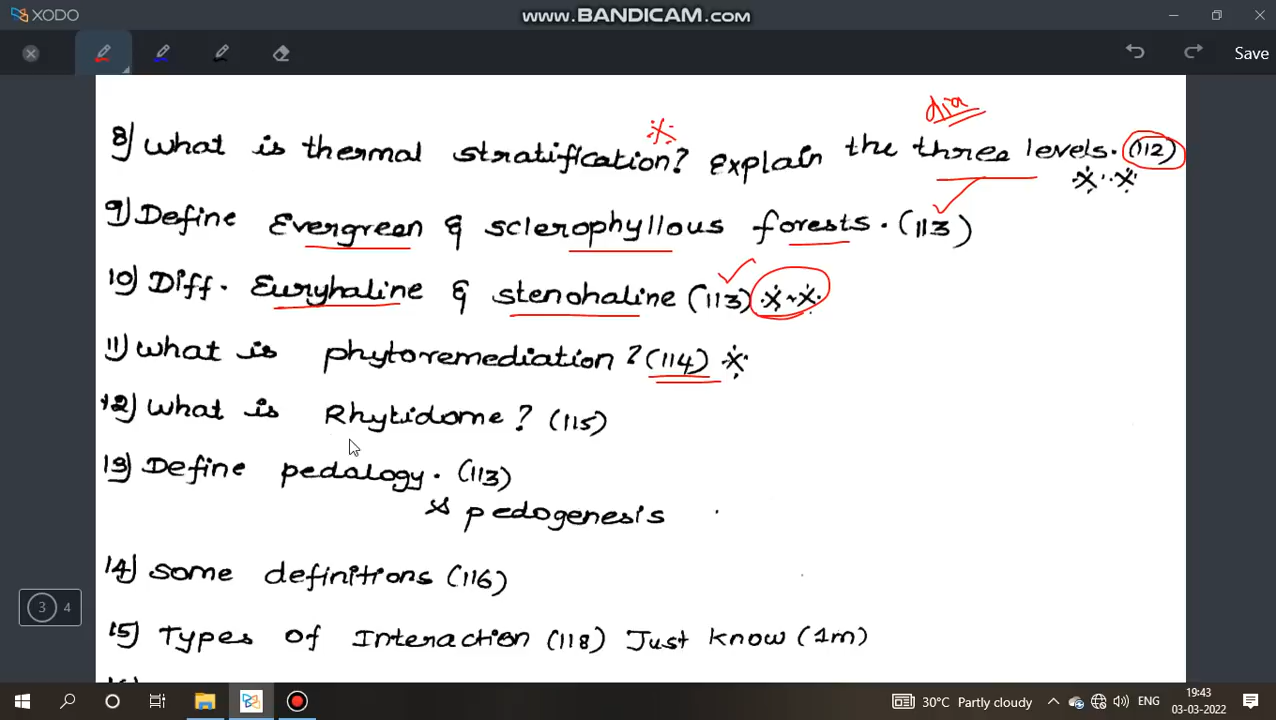 XODO
www.BANDICAM.com
Save
dia
8) What is thermal stratification? Explain the three levels. (112)
9) Define Evergreen & sclerophyllous forests. (113)
10) Diff. Euryhaline & stenohaline (113)
11) What is phytoremediation? (114)
12) What is Rhytidome? (115)
13) Define pedalogy. (113)
pedogenesis
14) Some definitions (116)
15) Types of Interaction (118) Just know (1m)
3 4
30°C Partly cloudy
ENG
19:43
03-03-2022